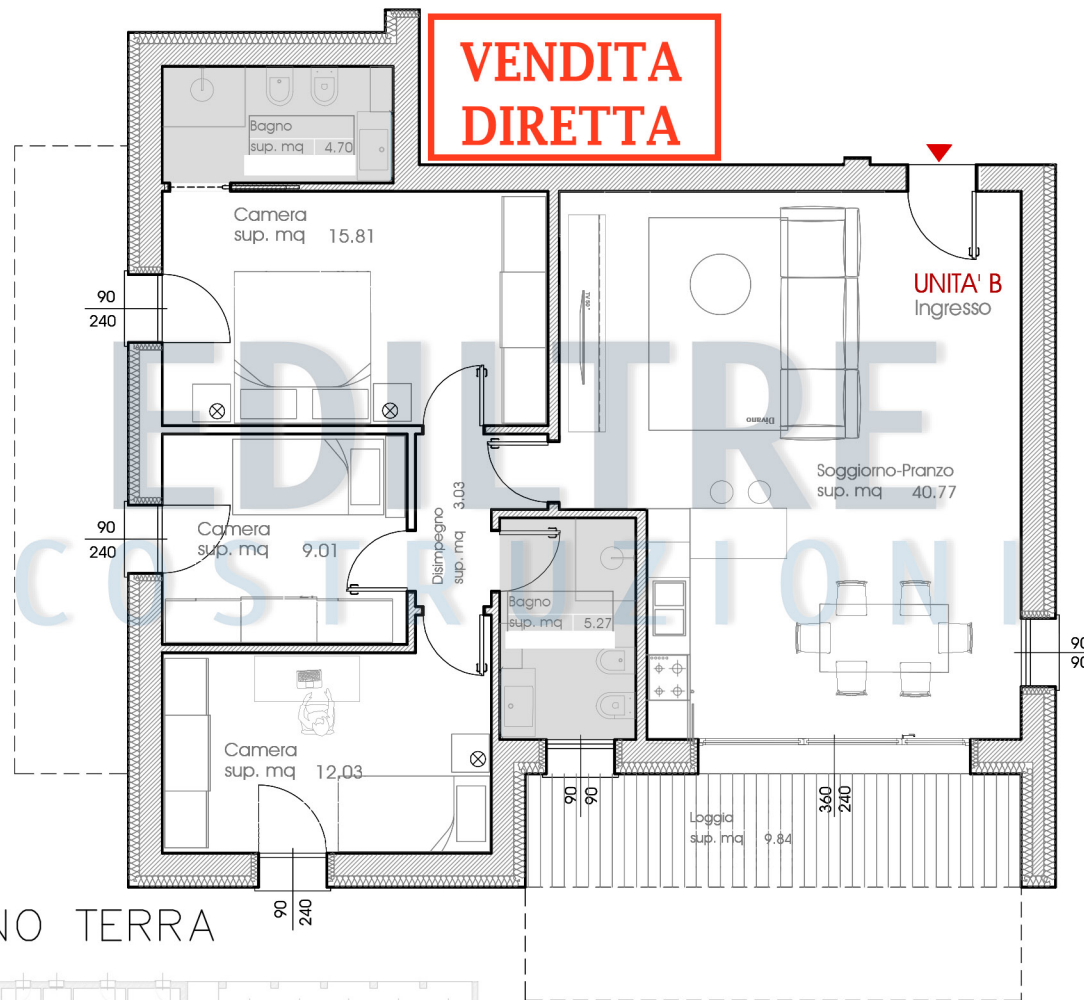 VENDITA
DIRETTA
Bagno
sup. mq 4.70
Camera
sup. mq 15.81
90
240
UNITA' B
Ingresso
TV 50"
Divano
EDILTRE
COSTRUZIONI
Soggiorno-Pranzo
sup. mq 40.77
Disimpegno
sup. mq 3.03
90
240
Camera
sup. mq 9.01
Bagno
sup. mq 5.27
90
90
Camera
sup. mq 12.03
90
90
360
240
Loggia
sup. mq 9.84
90
240
NO TERRA